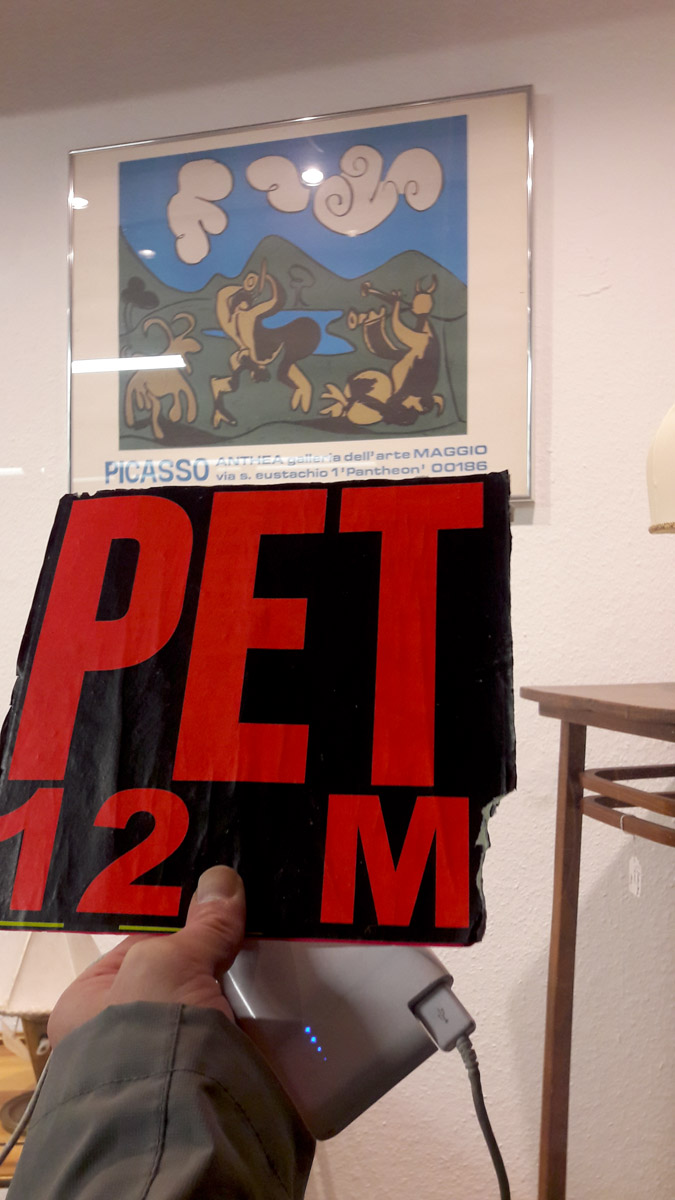 PICASSO ANTHEA galleria dell'arte MAGGIO
via s. eustachio 1 'Pantheon' 00186
PET
12 M